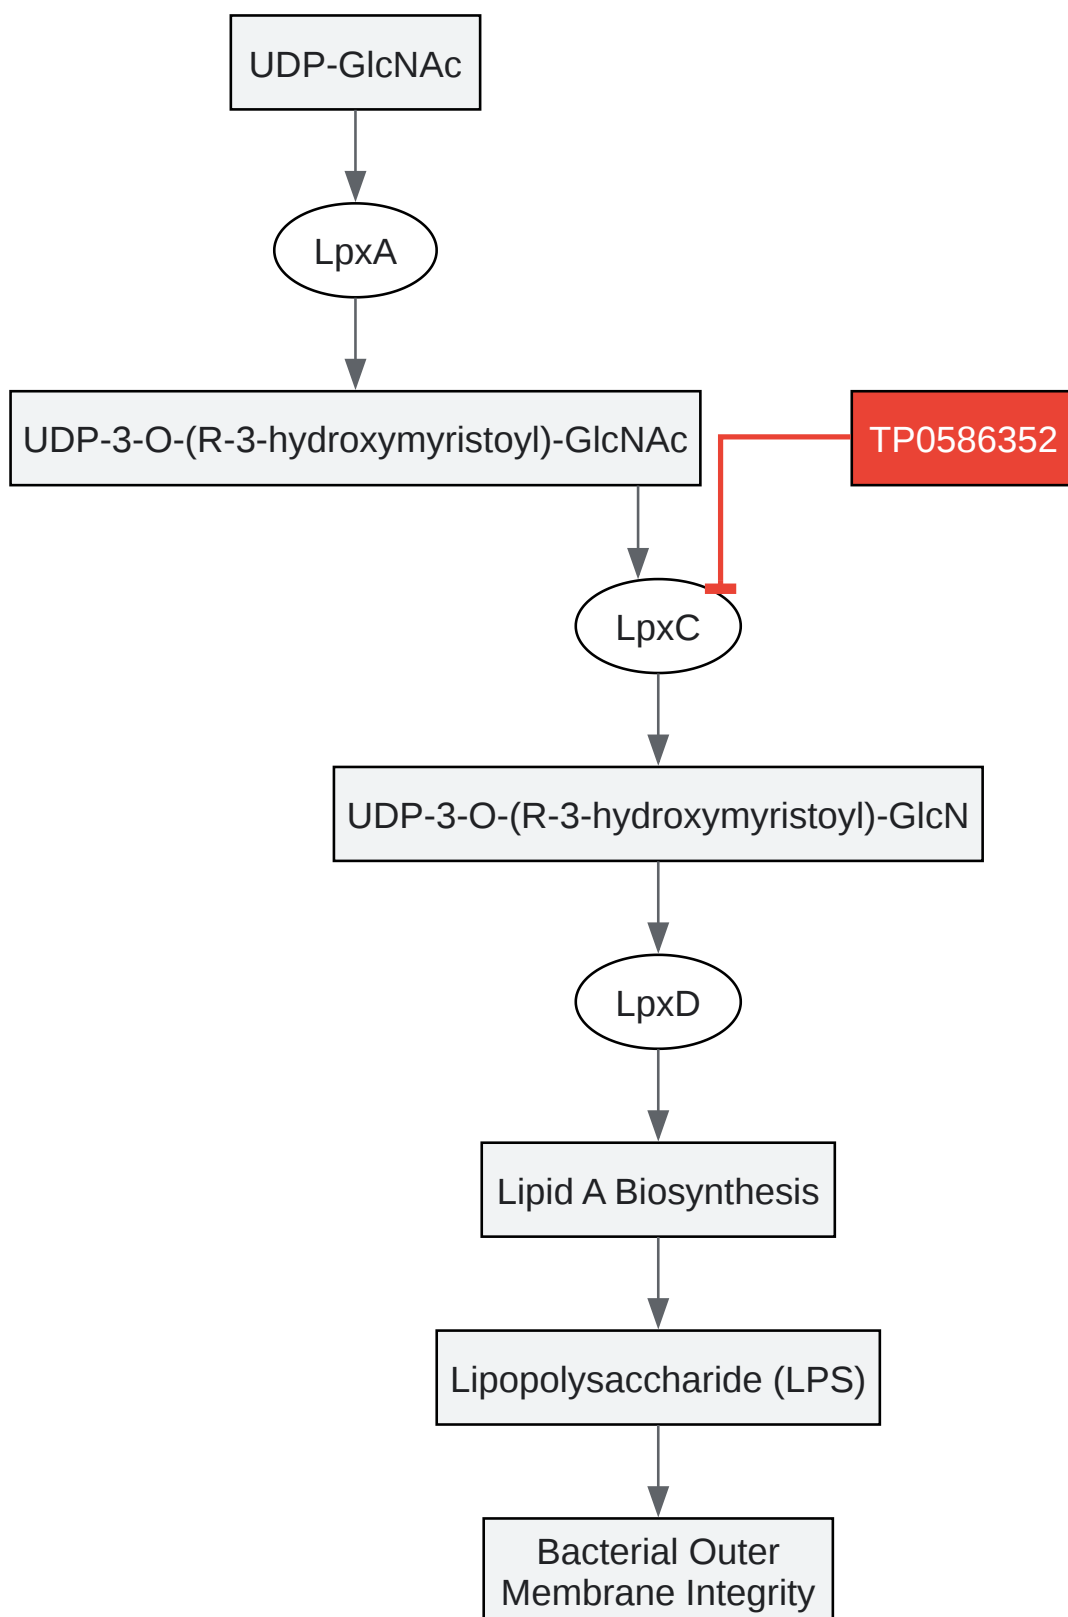 UDP-GlcNAc
LpxA
UDP-3-O-(R-3-hydroxymyristoyl)-GlcNAc
TP0586352
LpxC
UDP-3-O-(R-3-hydroxymyristoyl)-GlcN
LpxD
Lipid A Biosynthesis
Lipopolysaccharide (LPS)
Bacterial Outer
Membrane Integrity